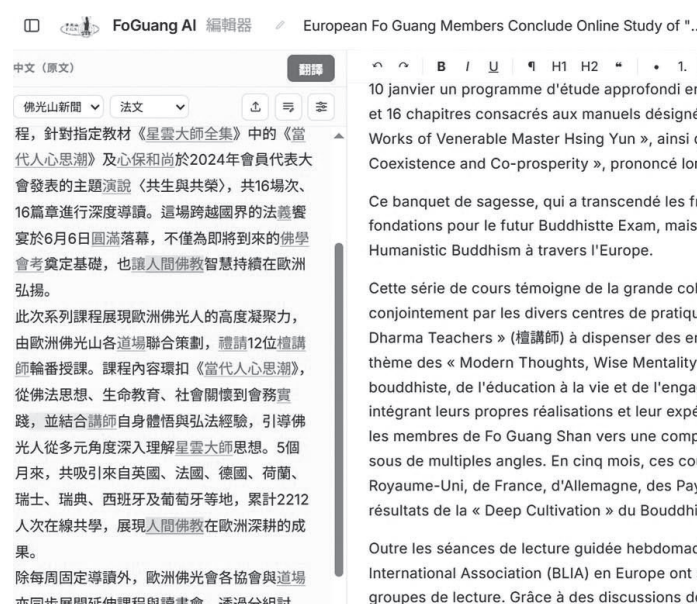 FoGuang AI 編輯器 European Fo Guang Members Conclude Online Study of "...
中文（原文）
翻譯
佛光山新聞 法文
程，針對指定教材《星雲大師全集》中的《當
代人心思潮》及心保和尚於2024年會員代表大
會發表的主題演說〈共生與共榮〉，共16場次、
16篇章進行深度導讀。這場跨越國界的法義饗
宴於6月6日圓滿落幕，不僅為即將到來的佛學
會考奠定基礎，也讓人間佛教智慧持續在歐洲
弘揚。
此次系列課程展現歐洲佛光人的高度凝聚力，
由歐洲佛光山各道場聯合策劃，禮請12位檀講
師輪番授課。課程內容環扣《當代人心思潮》，
從佛法思想、生命教育、社會關懷到會務實
踐，並結合講師自身體悟與弘法經驗，引導佛
光人從多元角度深入理解星雲大師思想。5個
月來，共吸引來自英國、法國、德國、荷蘭、
瑞士、瑞典、西班牙及葡萄牙等地，累計2212
人次在線共學，展現人間佛教在歐洲深耕的成
果。
除每周固定導讀外，歐洲佛光會各協會與道場
亦同步展開延伸課程與讀書會，透過分組討
B I U ¶ H1 H2 ❝ • 1.
10 janvier un programme d'étude approfondi en
et 16 chapitres consacrés aux manuels désigné
Works of Venerable Master Hsing Yun », ainsi
Coexistence and Co-prosperity », prononcé lor
Ce banquet de sagesse, qui a transcendé les fr
fondations pour le futur Buddhistte Exam, mais
Humanistic Buddhism à travers l'Europe.
Cette série de cours témoigne de la grande col
conjointement par les divers centres de pratiqu
Dharma Teachers » (檀講師) à dispenser des en
thème des « Modern Thoughts, Wise Mentality
bouddhiste, de l'éducation à la vie et de l'enga
intégrant leurs propres réalisations et leur expé
les membres de Fo Guang Shan vers une comp
sous de multiples angles. En cinq mois, ces cou
Royaume-Uni, de France, d'Allemagne, des Pay
résultats de la « Deep Cultivation » du Bouddhi
Outre les séances de lecture guidée hebdomad
International Association (BLIA) en Europe ont
groupes de lecture. Grâce à des discussions de